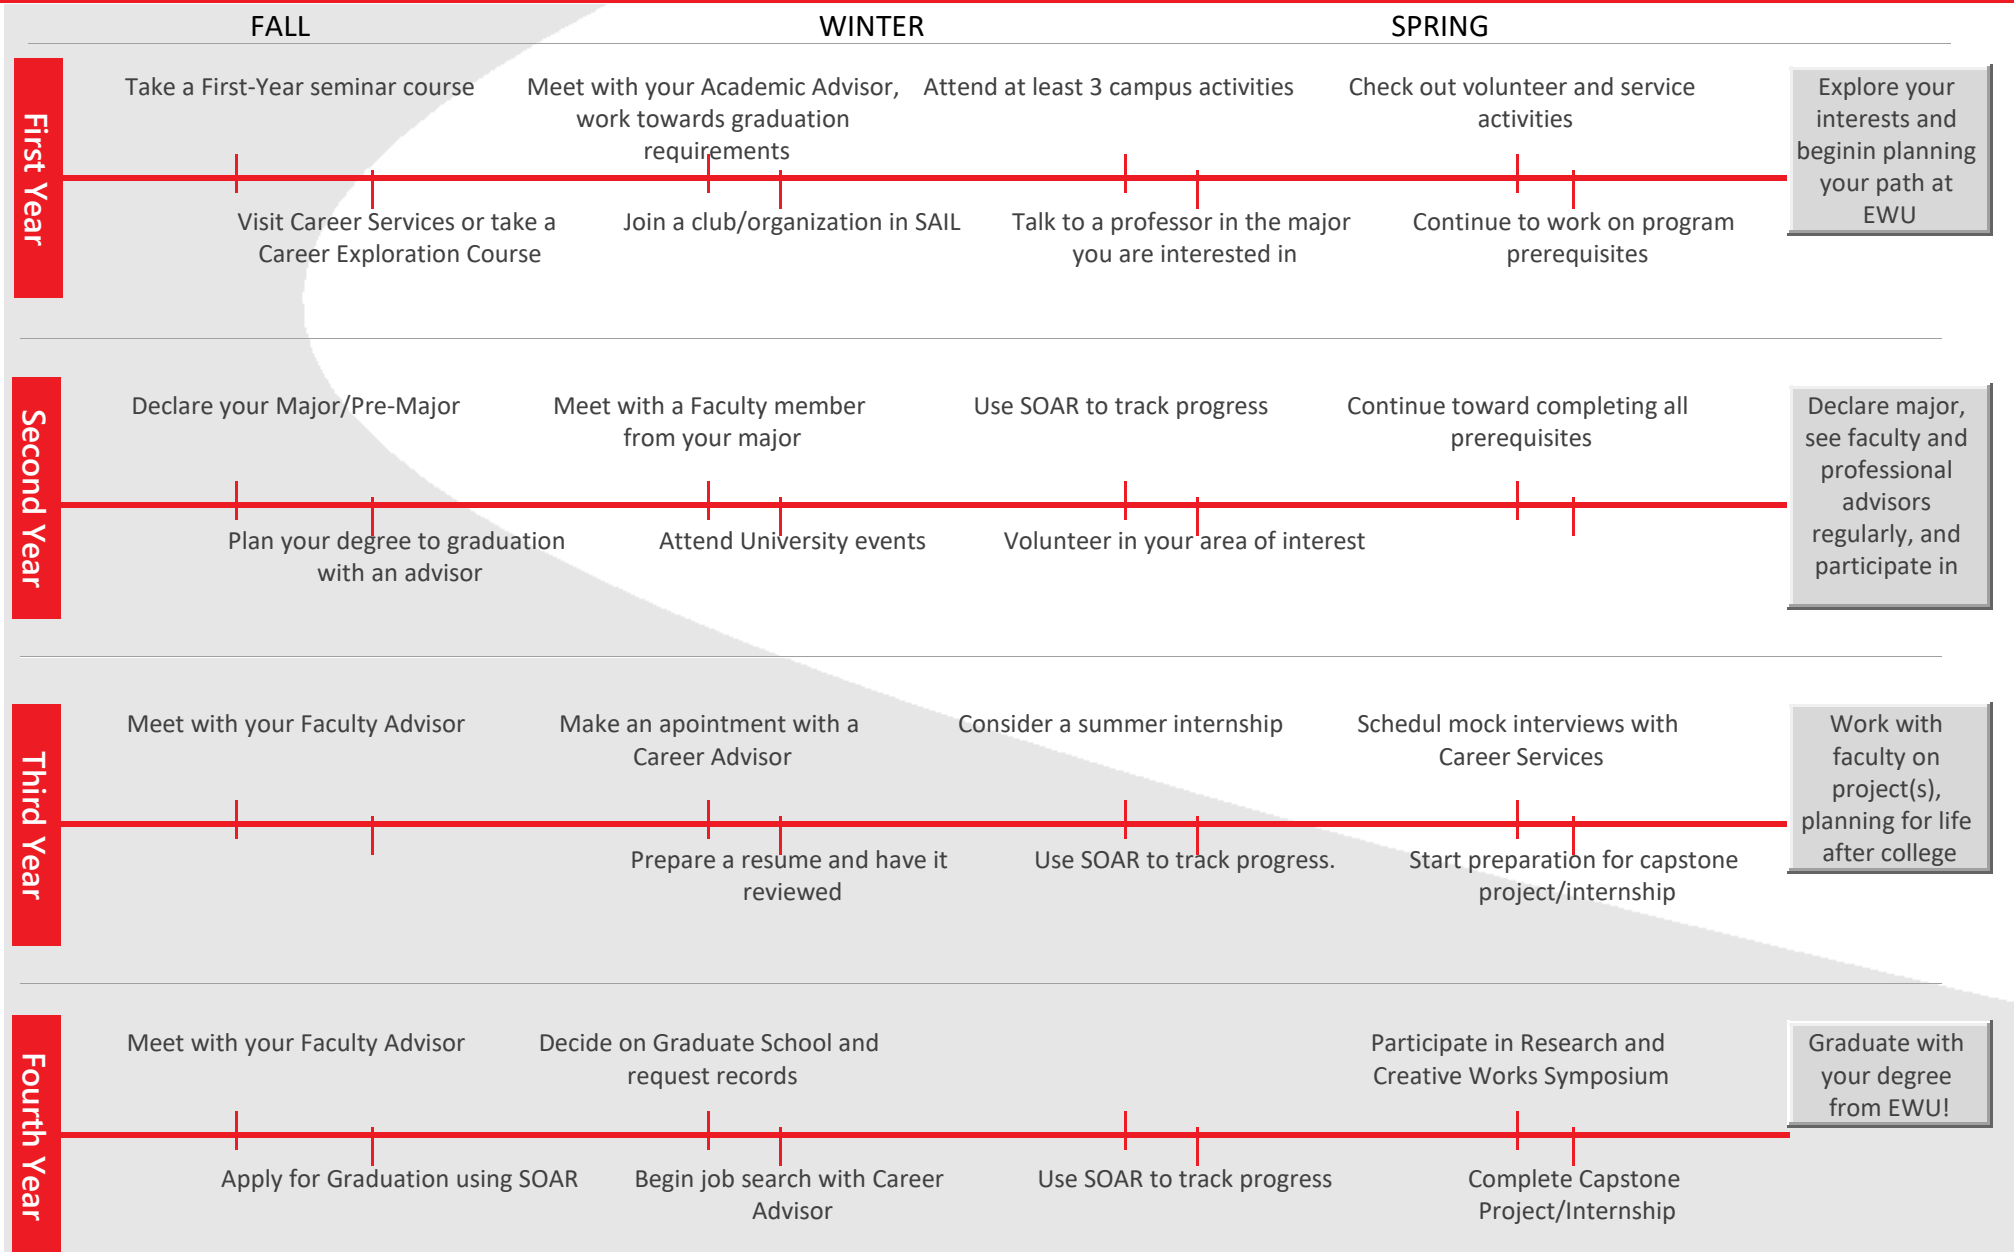 FALL
WINTER
SPRING
First Year
Take a First-Year seminar course
Meet with your Academic Advisor,
work towards graduation
requirements
Attend at least 3 campus activities
Check out volunteer and service
activities
Visit Career Services or take a
Career Exploration Course
Join a club/organization in SAIL
Talk to a professor in the major
you are interested in
Continue to work on program
prerequisites
Explore your
interests and
beginin planning
your path at
EWU
Second Year
Declare your Major/Pre-Major
Meet with a Faculty member
from your major
Use SOAR to track progress
Continue toward completing all
prerequisites
Plan your degree to graduation
with an advisor
Attend University events
Volunteer in your area of interest
Declare major,
see faculty and
professional
advisors
regularly, and
participate in
Third Year
Meet with your Faculty Advisor
Make an apointment with a
Career Advisor
Consider a summer internship
Schedul mock interviews with
Career Services
Prepare a resume and have it
reviewed
Use SOAR to track progress.
Start preparation for capstone
project/internship
Work with
faculty on
project(s),
planning for life
after college
Fourth Year
Meet with your Faculty Advisor
Decide on Graduate School and
request records
Participate in Research and
Creative Works Symposium
Apply for Graduation using SOAR
Begin job search with Career
Advisor
Use SOAR to track progress
Complete Capstone
Project/Internship
Graduate with
your degree
from EWU!